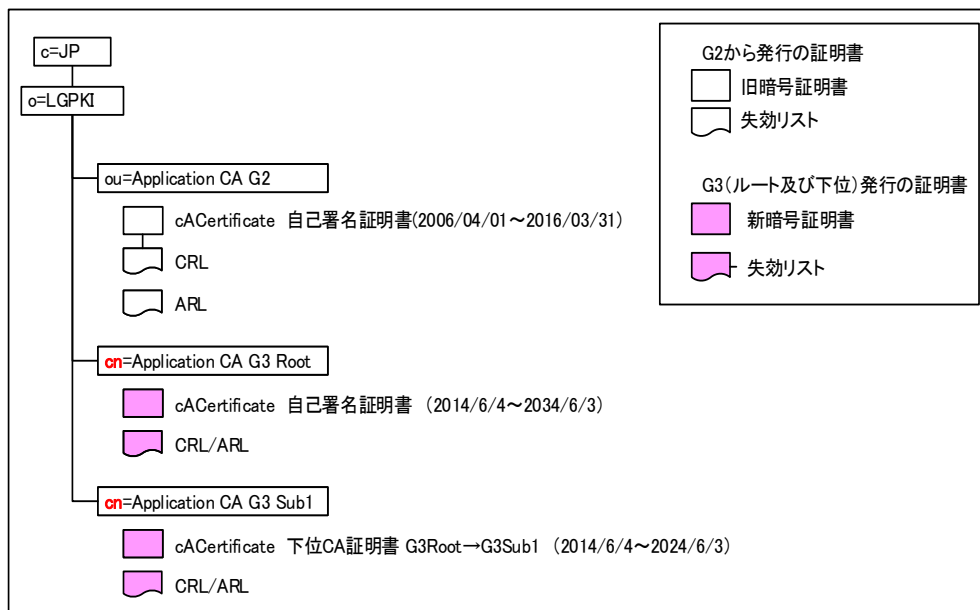 c=JP
o=LGPKI
ou=Application CA G2
cACertificate 自己署名証明書(2006/04/01～2016/03/31)
CRL
ARL
cn=Application CA G3 Root
cACertificate 自己署名証明書 (2014/6/4～2034/6/3)
CRL/ARL
cn=Application CA G3 Sub1
cACertificate 下位CA証明書 G3Root→G3Sub1 (2014/6/4～2024/6/3)
CRL/ARL
G2から発行の証明書
旧暗号証明書
失効リスト
G3(ルート及び下位)発行の証明書
新暗号証明書
失効リスト